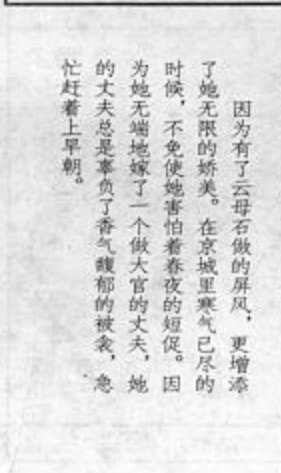 因为有了云母石做的屏风，更增添
了她无限的娇美。在京城里寒气已尽的
时候，不免使她害怕着春夜的短促。因
为她无端地嫁了一个做大官的丈夫，她
的丈夫总是辜负了香气馥郁的被衾，急
忙赶着上早朝。